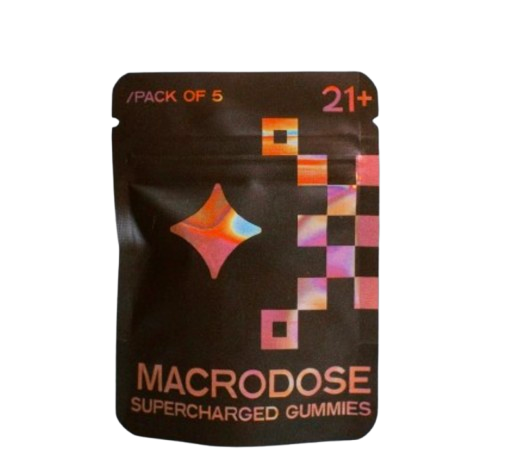 /PACK OF 5
21+
MACRODOSE
SUPERCHARGED GUMMIES